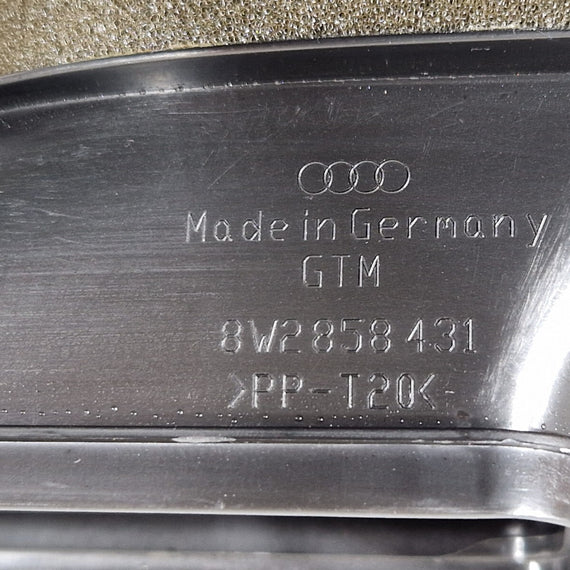 Made in Germany
GTM
8W2 858 431
>PP-T20<